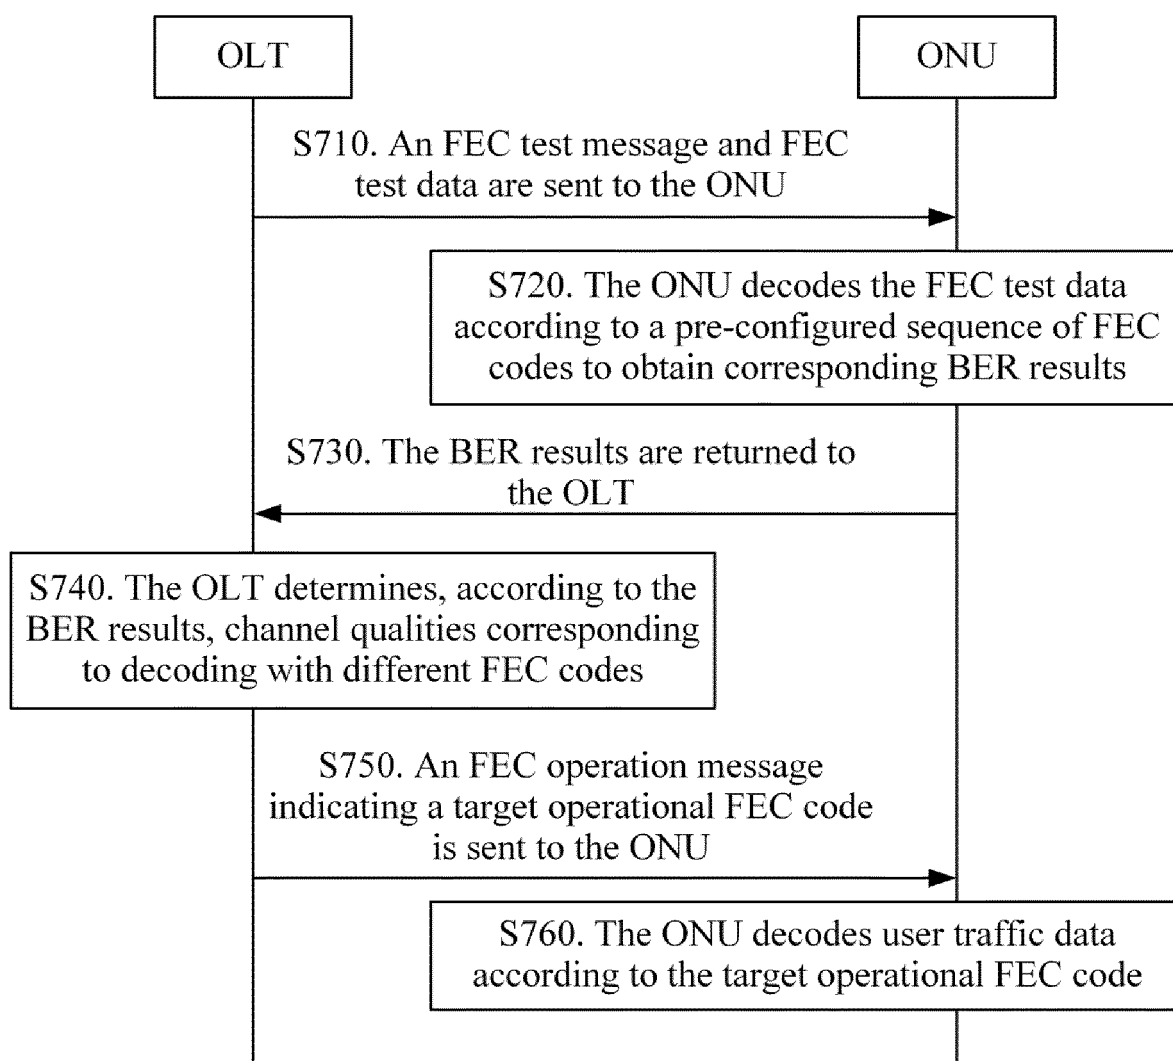 OLT
ONU
S710. An FEC test message and FEC
test data are sent to the ONU
S720. The ONU decodes the FEC test data
according to a pre-configured sequence of FEC
codes to obtain corresponding BER results
S730. The BER results are returned to
the OLT
S740. The OLT determines, according to the
BER results, channel qualities corresponding
to decoding with different FEC codes
S750. An FEC operation message
indicating a target operational FEC code
is sent to the ONU
S760. The ONU decodes user traffic data
according to the target operational FEC code